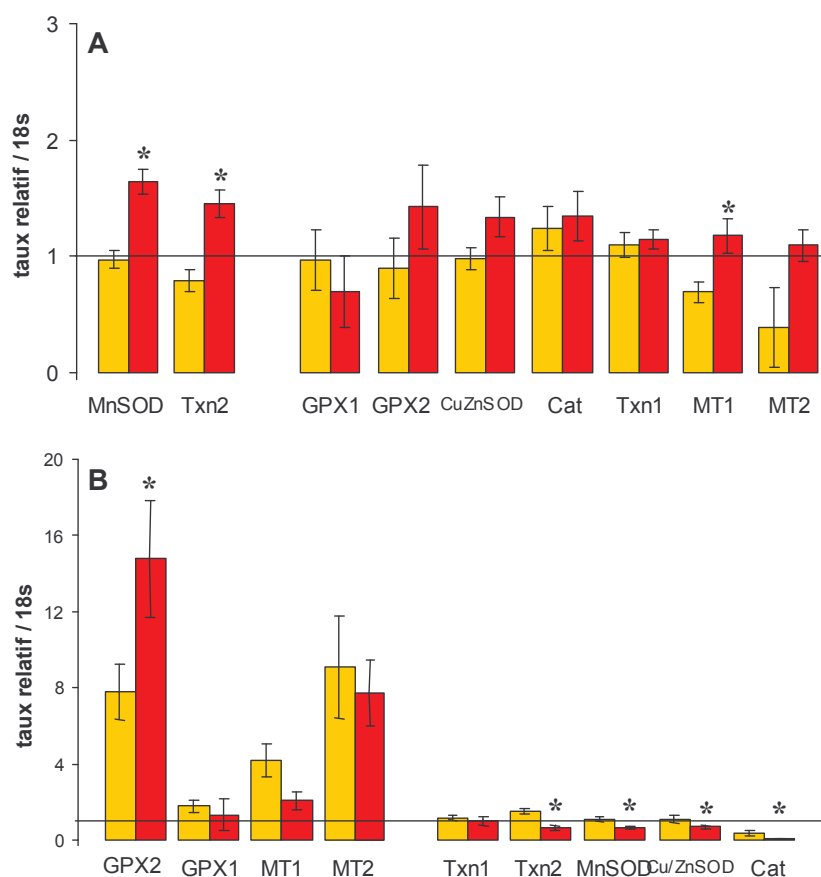 A
taux relatif / 18s
3
2
1
0
* * *
MnSOD Txn2 GPX1 GPX2 CuZnSOD Cat Txn1 MT1 MT2
B
taux relatif / 18s
20
16
12
8
4
0
* * * * *
GPX2 GPX1 MT1 MT2 Txn1 Txn2 MnSOD Cu/ZnSOD Cat